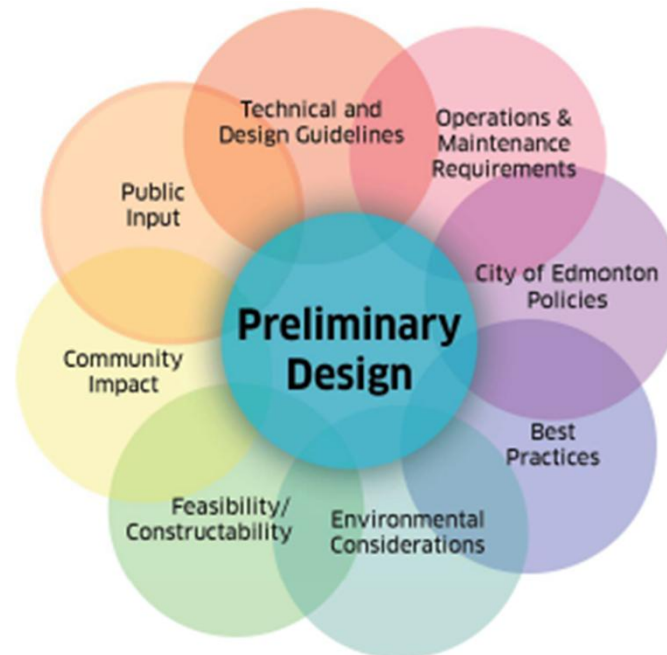 Technical and
Design Guidelines
Operations &
Maintenance
Requirements
City of Edmonton
Policies
Best
Practices
Environmental
Considerations
Feasibility/
Constructability
Community
Impact
Public
Input
Preliminary
Design